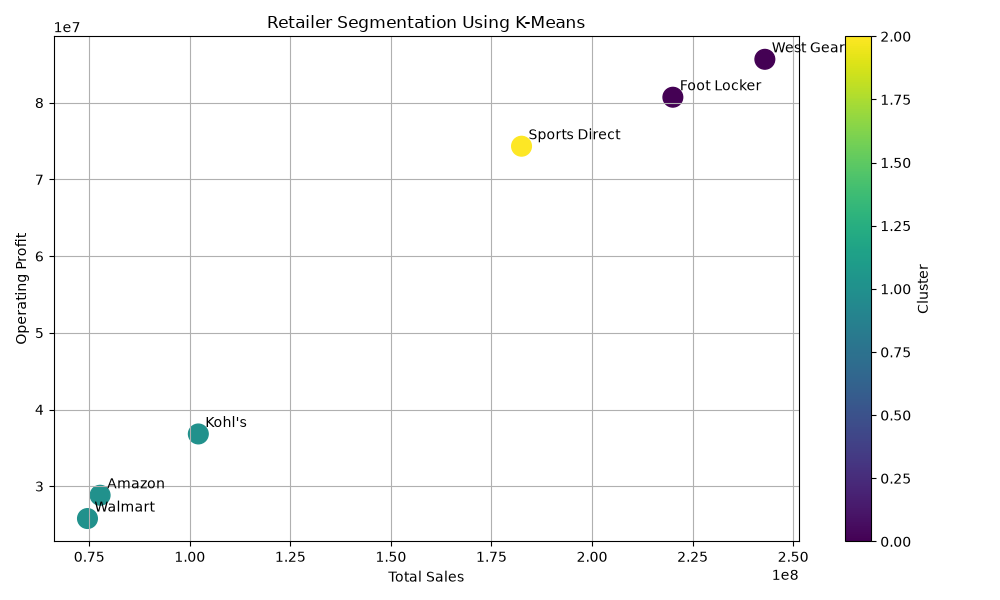 Retailer Segmentation Using K-Means
1e7
8
7
6
5
4
3
Operating Profit
West Gear
Foot Locker
Sports Direct
Kohl's
Amazon
Walmart
0.75
1.00
1.25
1.50
1.75
2.00
2.25
2.50
1e8
Total Sales
2.00
1.75
1.50
1.25
1.00
0.75
0.50
0.25
0.00
Cluster